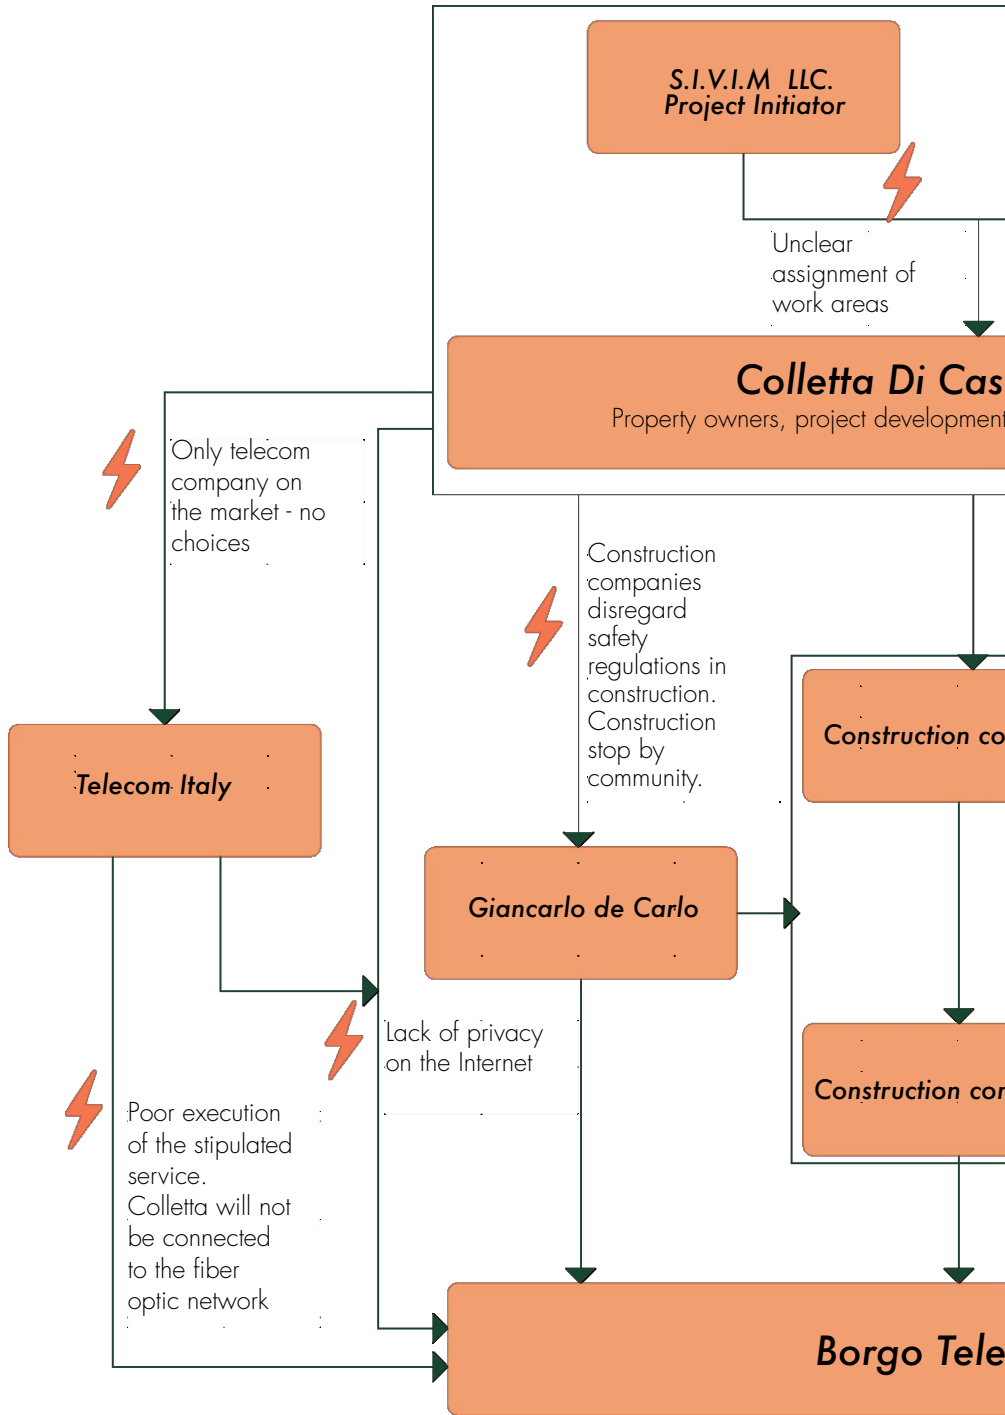 S.I.V.I.M LLC.
Project Initiator
Unclear
assignment of
work areas
Colletta Di Cas
Property owners, project development
Only telecom
company on
the market - no
choices
Construction
companies
disregard
safety
regulations in
construction.
Construction
stop by
community.
Construction co
Telecom Italy
Giancarlo de Carlo
Lack of privacy
on the Internet
Construction con
Poor execution
of the stipulated
service.
Colletta will not
be connected
to the fiber
optic network
Borgo Tele